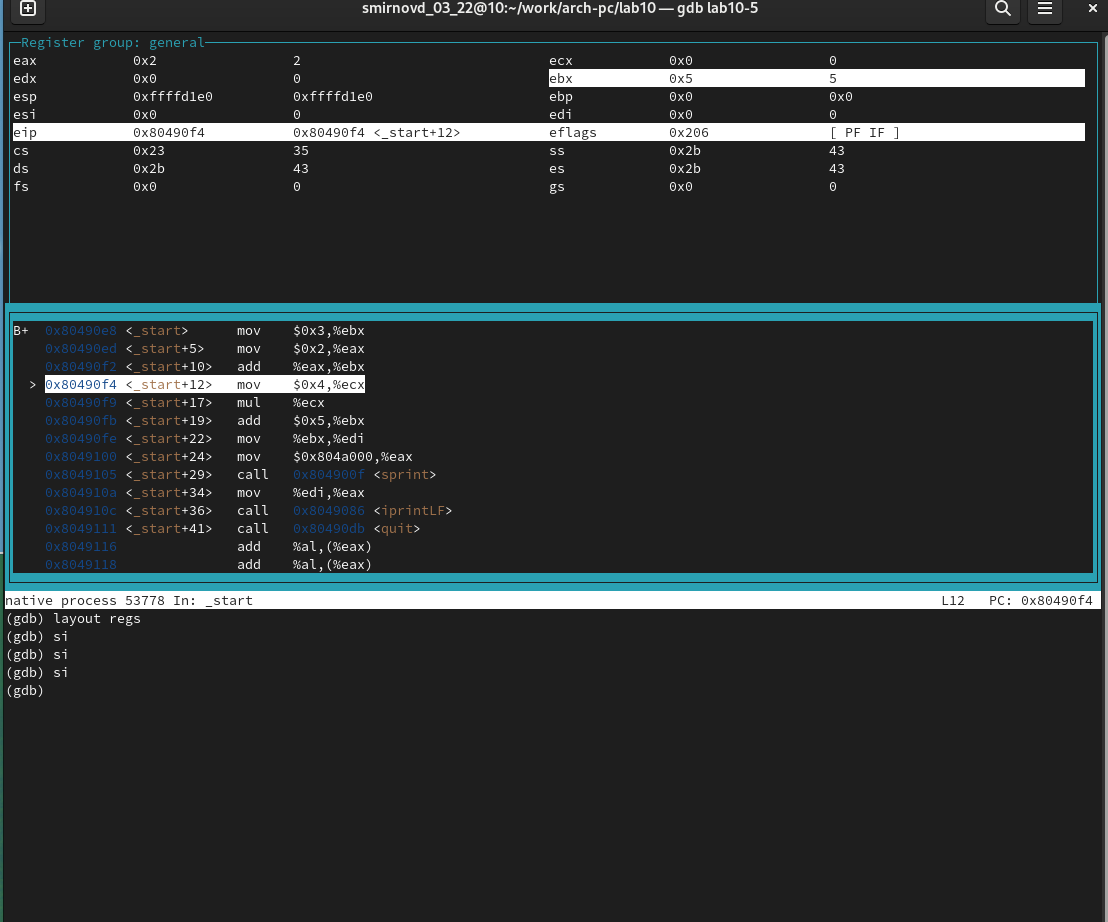 smirnovd_03_22@10:~/work/arch-pc/lab10 — gdb lab10-5
Register group: general
eax 0x2 2 ecx 0x0 0
edx 0x0 0 ebx 0x5 5
esp 0xffffd1e0 0xffffd1e0 ebp 0x0 0x0
esi 0x0 0 edi 0x0 0
eip 0x80490f4 0x80490f4 <_start+12> eflags 0x206 [ PF IF ]
cs 0x23 35 ss 0x2b 43
ds 0x2b 43 es 0x2b 43
fs 0x0 0 gs 0x0 0
B+ 0x80490e8 <_start> mov $0x3,%ebx
0x80490ed <_start+5> mov $0x2,%eax
0x80490f2 <_start+10> add %eax,%ebx
> 0x80490f4 <_start+12> mov $0x4,%ecx
0x80490f9 <_start+17> mul %ecx
0x80490fb <_start+19> add $0x5,%ebx
0x80490fe <_start+22> mov %ebx,%edi
0x8049100 <_start+24> mov $0x804a000,%eax
0x8049105 <_start+29> call 0x804900f <sprint>
0x804910a <_start+34> mov %edi,%eax
0x804910c <_start+36> call 0x8049086 <iprintLF>
0x8049111 <_start+41> call 0x80490db <quit>
0x8049116 add %al,(%eax)
0x8049118 add %al,(%eax)
native process 53778 In: _start L12 PC: 0x80490f4
(gdb) layout regs
(gdb) si
(gdb) si
(gdb) si
(gdb)